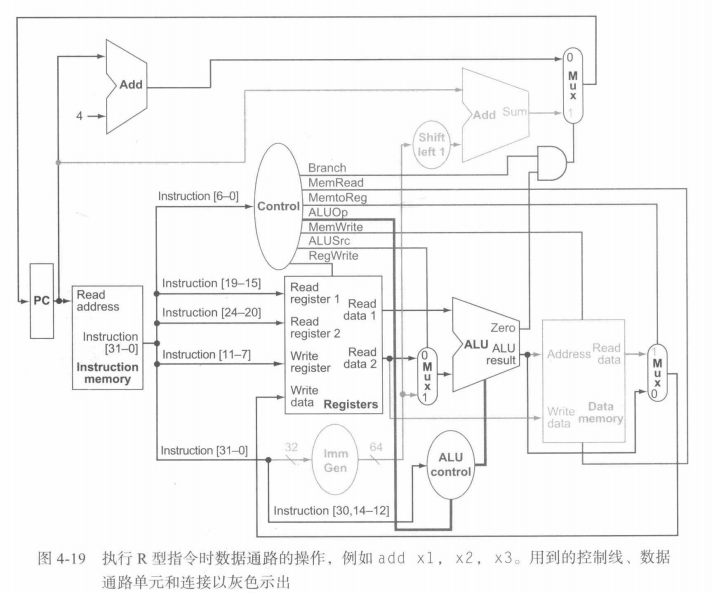 0
M
u
x
1
Add
4
Add Sum
Shift
left 1
Branch
MemRead
MemtoReg
ALUOp
MemWrite
ALUSrc
RegWrite
Control
Instruction [6–0]
PC
Read
address
Instruction
[31–0]
Instruction
memory
Instruction [19–15]
Instruction [24–20]
Instruction [11–7]
Instruction [31–0]
Instruction [30,14–12]
Read
register 1
Read
register 2
Write
register
Write
data
Read
data 1
Read
data 2
Registers
0
M
u
x
1
ALU
Zero
ALU
result
Address
Read
data
Write
data
Data
memory
1
M
u
x
0
32
Imm
Gen
64
ALU
control
图 4-19 执行 R 型指令时数据通路的操作，例如 add x1, x2, x3。用到的控制线、数据
通路单元和连接以灰色示出